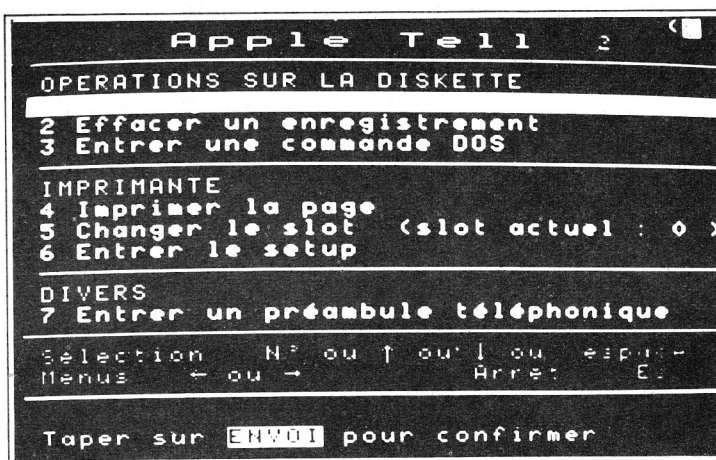 Apple Tell 2
OPERATIONS SUR LA DISKETTE
2 Effacer un enregistrement
3 Entrer une commande DOS
IMPRIMANTE
4 Imprimer la page
5 Changer le slot (slot actuel : 0 )
6 Entrer le setup
DIVERS
7 Entrer un préambule téléphonique
Sélection N° ou ↑ ou ↓ ou espace
Menus ← ou → Arret
Taper sur ENVOI pour confirmer